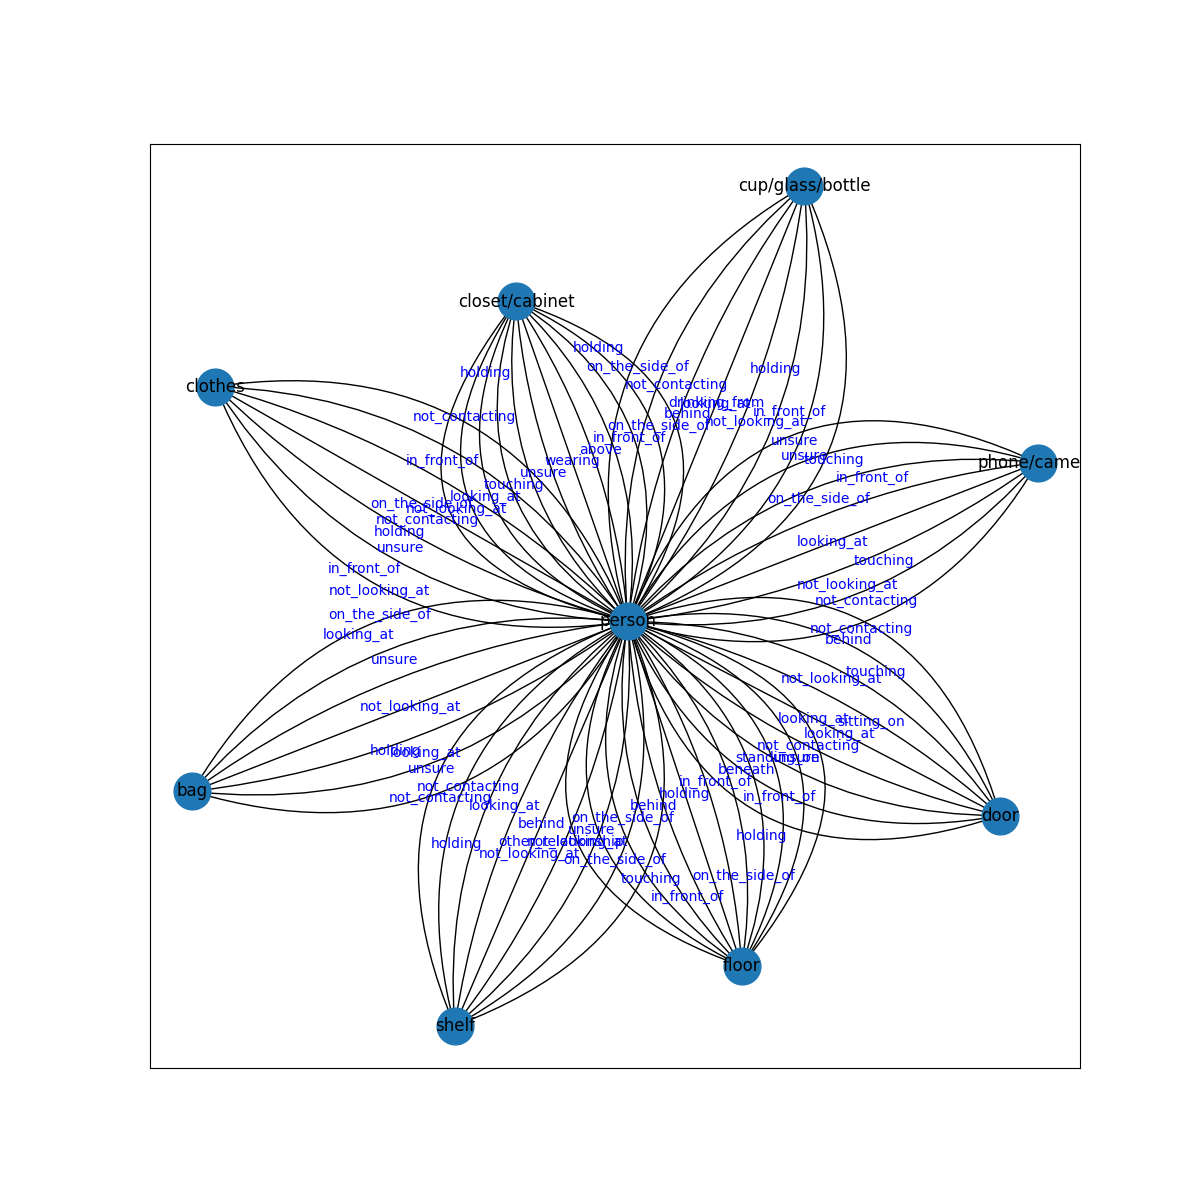 cup/glass/bottle
closet/cabinet
holding
on_the_side_of
holding
holding
clothes
not_contacting
drinking_from
looking_at
behind
in_front_of
not_contacting
not_looking_at
on_the_side_of
in_front_of
unsure
above
unsure
touching
wearing
in_front_of
phone/came
unsure
in_front_of
touching
looking_at
on_the_side_of
on_the_side_of
not_looking_at
not_contacting
holding
looking_at
unsure
touching
in_front_of
not_looking_at
not_looking_at
not_contacting
on_the_side_of
person
not_contacting
looking_at
behind
unsure
touching
not_looking_at
not_looking_at
looking_at
sitting_on
looking_at
not_contacting
holding
looking_at
standing_on
unsure
unsure
beneath
in_front_of
bag
not_contacting
holding
in_front_of
not_contacting
looking_at
behind
door
on_the_side_of
behind
unsure
holding
holding
other_relationship
not_looking_at
not_looking_at
on_the_side_of
touching
on_the_side_of
in_front_of
floor
shelf